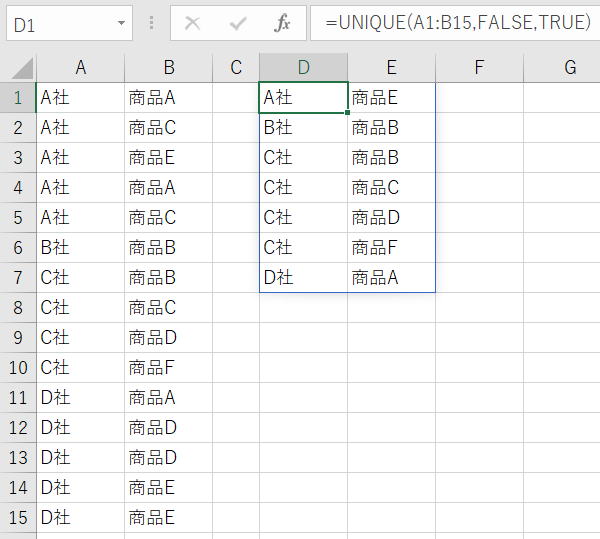 D1 =UNIQUE(A1:B15,FALSE,TRUE)
A B C D E F G
1 A社 商品A A社 商品E
2 A社 商品C B社 商品B
3 A社 商品E C社 商品B
4 A社 商品A C社 商品C
5 A社 商品C C社 商品D
6 B社 商品B C社 商品F
7 C社 商品B D社 商品A
8 C社 商品C
9 C社 商品D
10 C社 商品F
11 D社 商品A
12 D社 商品D
13 D社 商品D
14 D社 商品E
15 D社 商品E